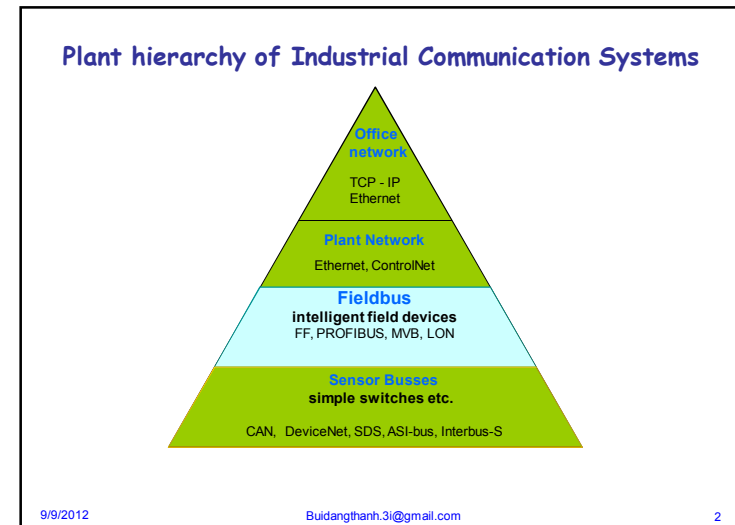 Plant hierarchy of Industrial Communication Systems
Office
network
TCP - IP
Ethernet
Plant Network
Ethernet, ControlNet
Fieldbus
intelligent field devices
FF, PROFIBUS, MVB, LON
Sensor Busses
simple switches etc.
CAN, DeviceNet, SDS, ASI-bus, Interbus-S
9/9/2012
Buidangthanh.3i@gmail.com
2